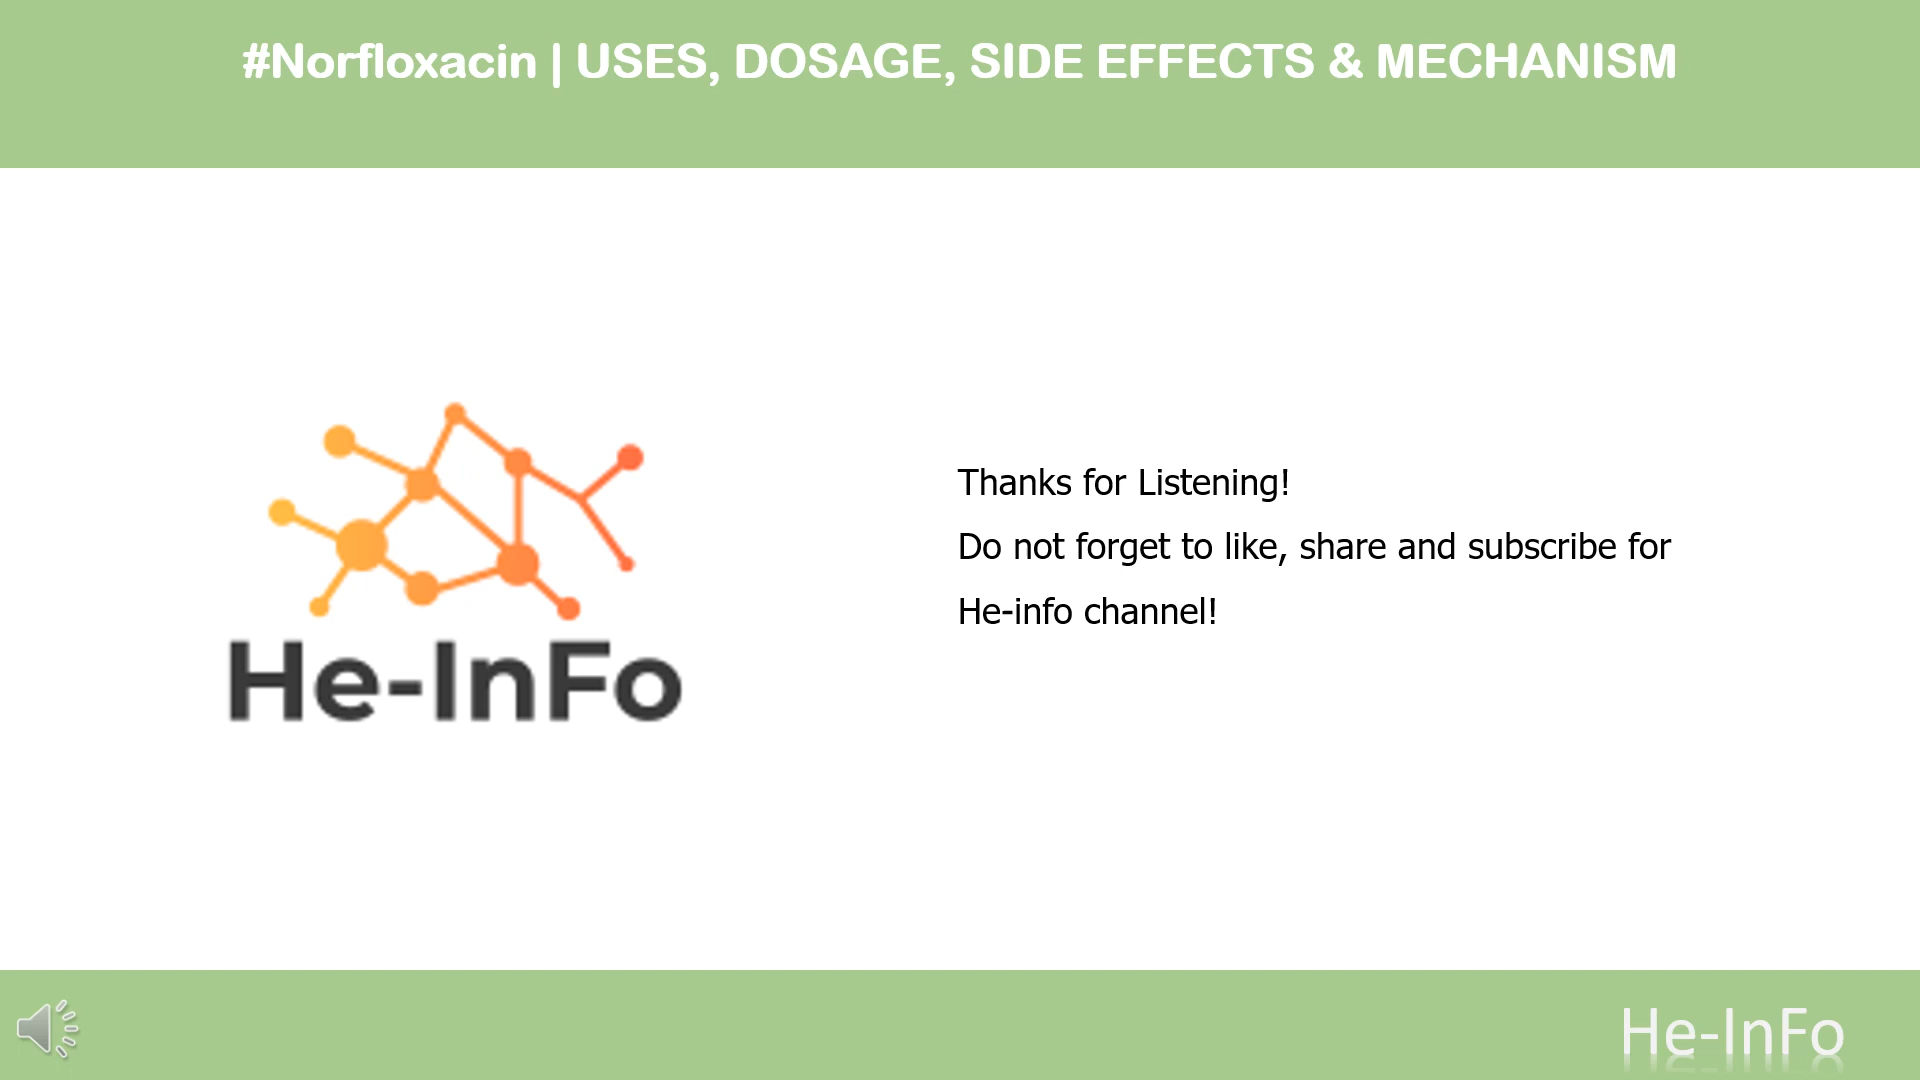 #Norfloxacin | USES, DOSAGE, SIDE EFFECTS & MECHANISM
He-InFo
Thanks for Listening!
Do not forget to like, share and subscribe for
He-info channel!
He-InFo